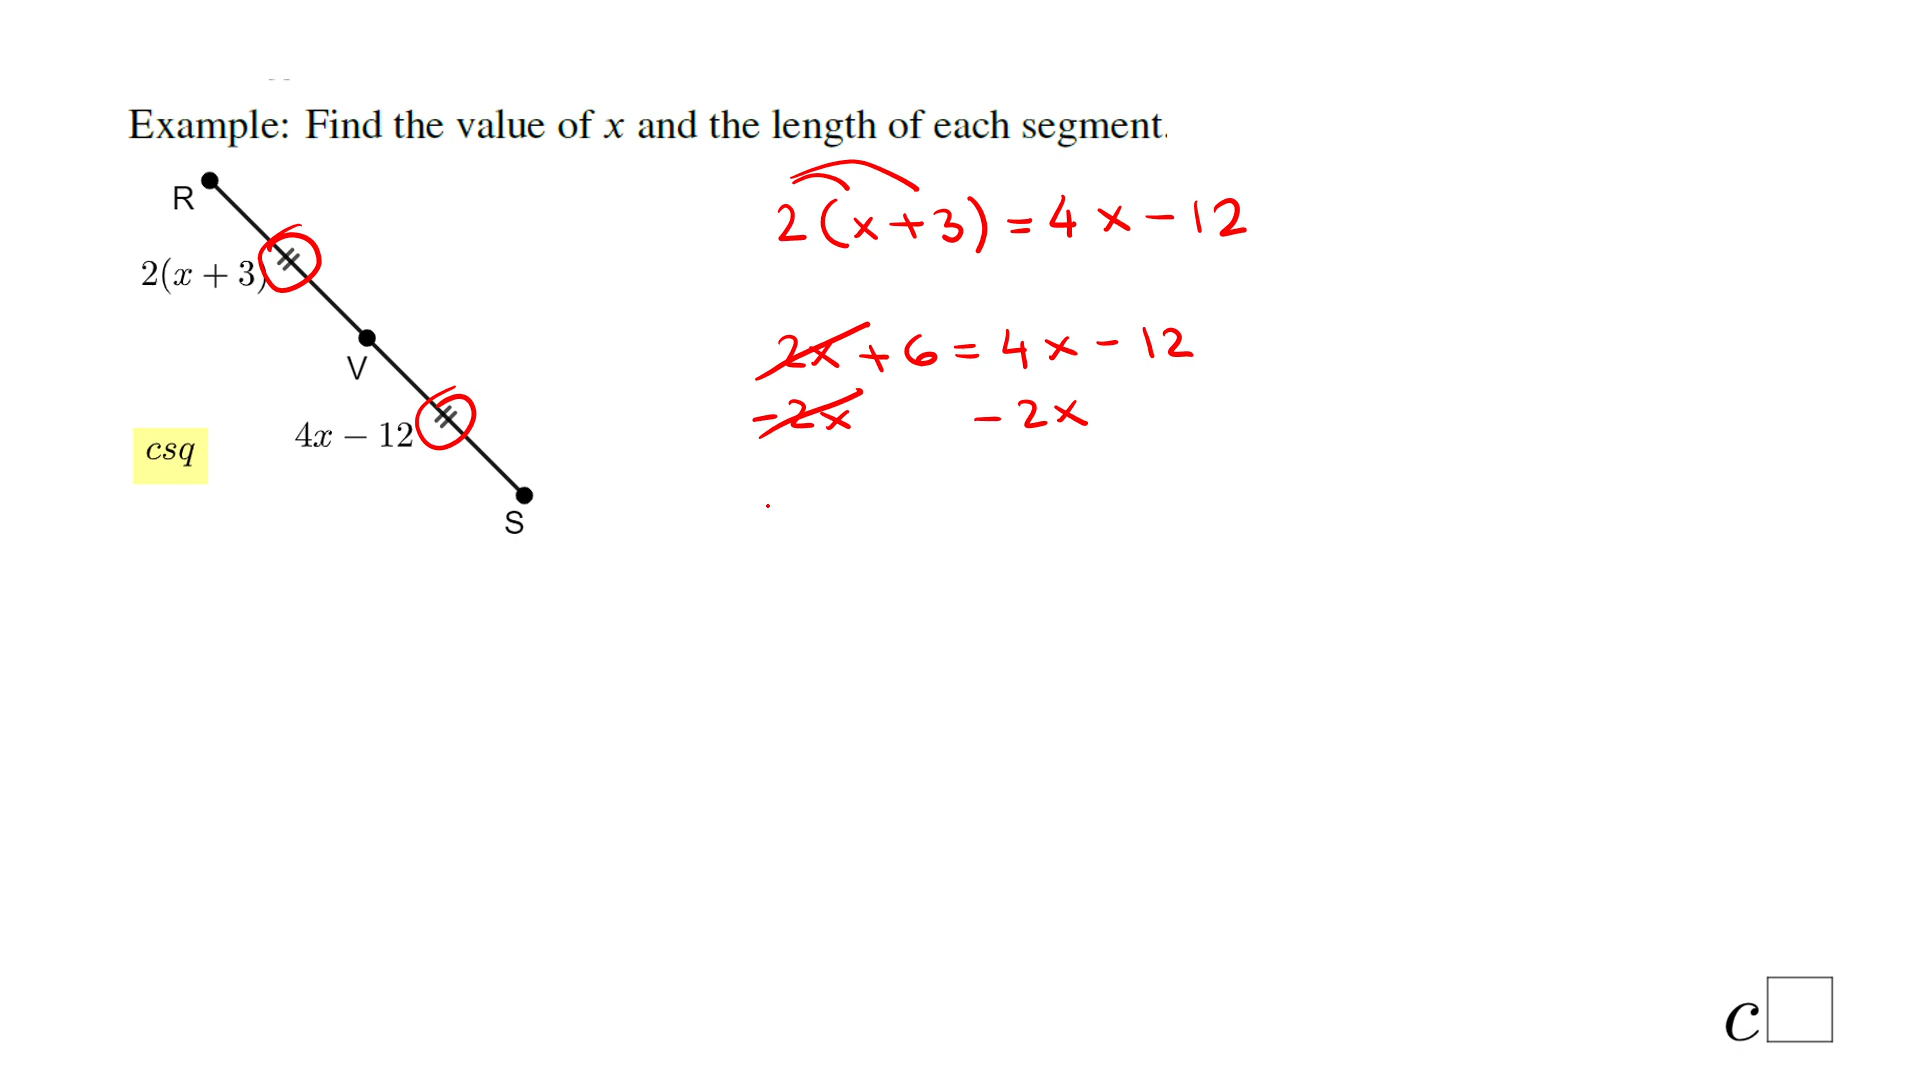 Example: Find the value of x and the length of each segment.
R
2(x + 3)
V
4x − 12
csq
S
2(x+3) = 4x − 12
2x + 6 = 4x − 12
−2x −2x
c